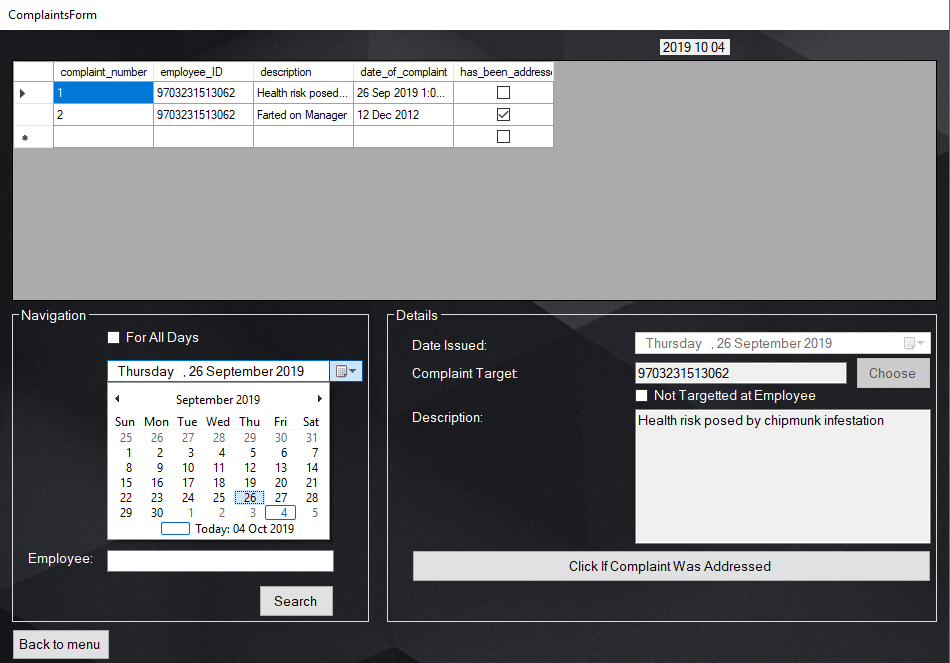 ComplaintsForm
2019 10 04
complaint_number employee_ID description date_of_complaint has_been_addresse
1 9703231513062 Health risk posed... 26 Sep 2019 1:0...
2 9703231513062 Farted on Manager 12 Dec 2012
Navigation
For All Days
Thursday , 26 September 2019
September 2019
Sun Mon Tue Wed Thu Fri Sat
25 26 27 28 29 30 31
1 2 3 4 5 6 7
8 9 10 11 12 13 14
15 16 17 18 19 20 21
22 23 24 25 26 27 28
29 30 1 2 3 4 5
Today: 04 Oct 2019
Employee:
Search
Details
Date Issued: Thursday , 26 September 2019
Complaint Target: 9703231513062 Choose
Not Targetted at Employee
Description: Health risk posed by chipmunk infestation
Click If Complaint Was Addressed
Back to menu